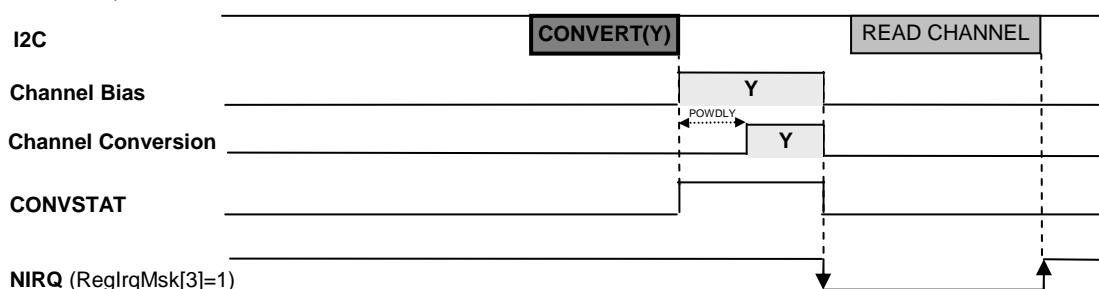 I2C CONVERT(Y) READ CHANNEL
Channel Bias Y
POWDLY
Channel Conversion Y
CONVSTAT
NIRQ (RegIrqMsk[3]=1)